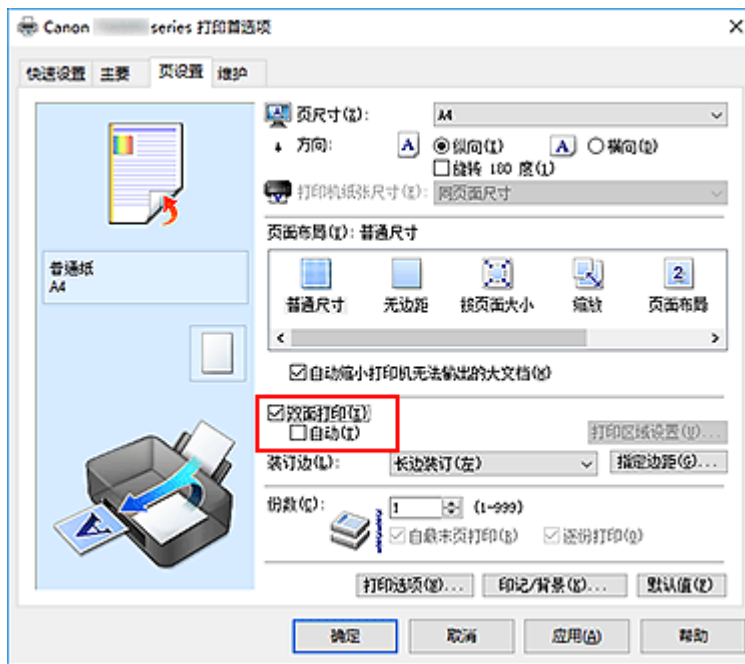 Canon series 打印首选项
快速设置 主要 页设置 维护
页尺寸(Z): A4
方向: A 纵向(T) A 横向(D)
旋转 180 度(1)
打印机纸张尺寸(E): 同页面尺寸
页面布局(Y): 普通尺寸
普通纸
A4
普通尺寸 无边距 按页面大小 缩放 页面布局
自动缩小打印机无法输出的大文档(W)
双面打印(X)
自动(I)
打印区域设置(U)...
装订边(L): 长边装订(左) 指定边距(G)...
份数(C): 1 (1-999)
自最末页打印(B) 逐份打印(O)
打印选项(N)... 印记/背景(K)... 默认值(F)
确定 取消 应用(A) 帮助